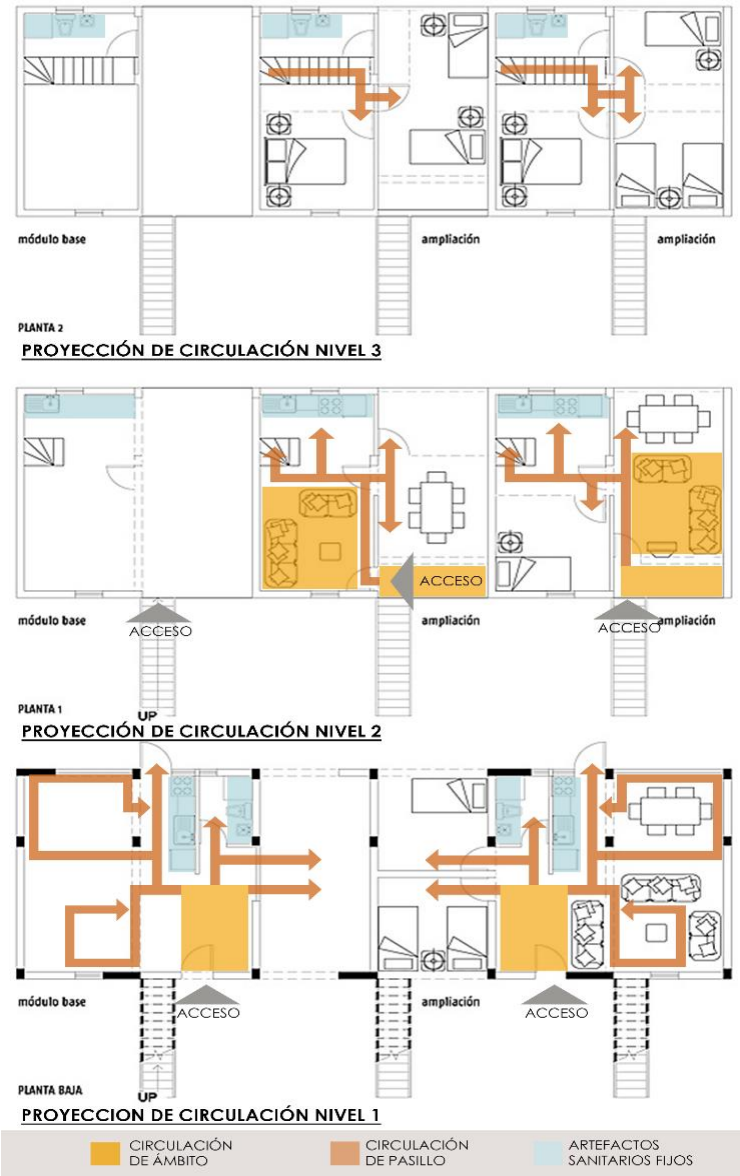 módulo base
ampliación
ampliación
PLANTA 2
PROYECCIÓN DE CIRCULACIÓN NIVEL 3
ACCESO
módulo base
ACCESO
ampliación
ACCESO
ampliación
PLANTA 1
UP
PROYECCIÓN DE CIRCULACIÓN NIVEL 2
módulo base
ACCESO
ampliación
ACCESO
PLANTA BAJA
UP
PROYECCION DE CIRCULACIÓN NIVEL 1
CIRCULACIÓN
DE ÁMBITO
CIRCULACIÓN
DE PASILLO
ARTEFACTOS
SANITARIOS FIJOS